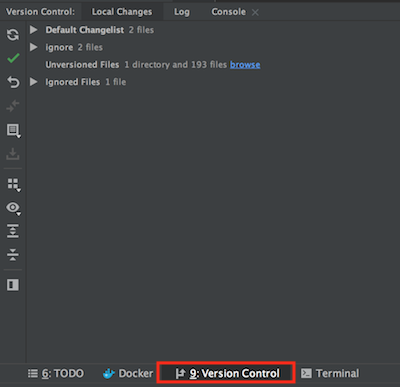 Version Control: Local Changes Log Console
Default Changelist 2 files
ignore 2 files
Unversioned Files 1 directory and 193 files browse
Ignored Files 1 file
6: TODO Docker 9: Version Control Terminal